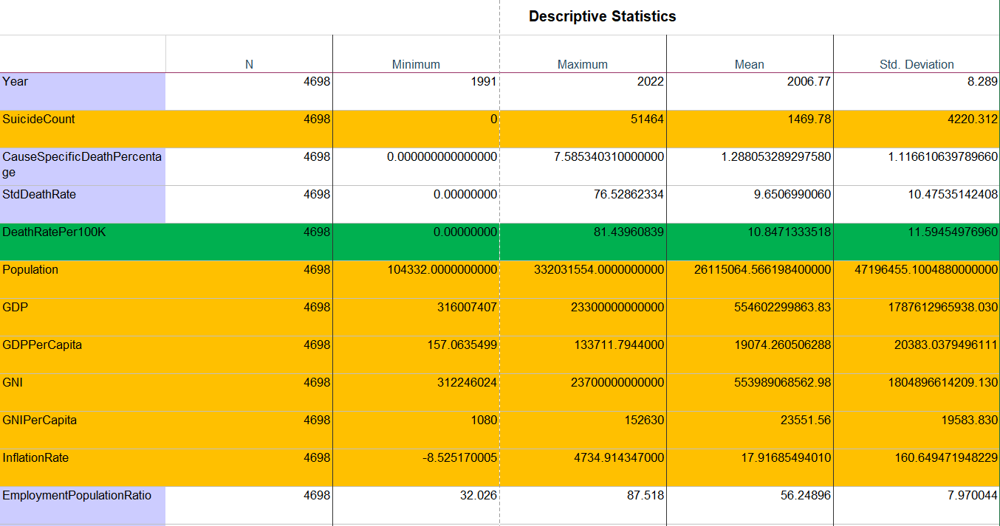 Descriptive Statistics
N Minimum Maximum Mean Std. Deviation
Year 4698 1991 2022 2006.77 8.289
SuicideCount 4698 0 51464 1469.78 4220.312
CauseSpecificDeathPercenta 4698 0.000000000000000 7.585340310000000 1.288053289297580 1.116610639789660
ge
StdDeathRate 4698 0.00000000 76.52862334 9.6506990060 10.47535142408
DeathRatePer100K 4698 0.00000000 81.43960839 10.8471333518 11.59454976960
Population 4698 104332.0000000000 332031554.0000000000 26115064.566198400000 47196455.1004880000000
GDP 4698 316007407 23300000000000 554602299863.83 1787612965938.030
GDPPerCapita 4698 157.0635499 133711.7944000 19074.260506288 20383.0379496111
GNI 4698 312246024 23700000000000 553989068562.98 1804896614209.130
GNIPerCapita 4698 1080 152630 23551.56 19583.830
InflationRate 4698 -8.525170005 4734.914347000 17.91685494010 160.649471948229
EmploymentPopulationRatio 4698 32.026 87.518 56.24896 7.970044